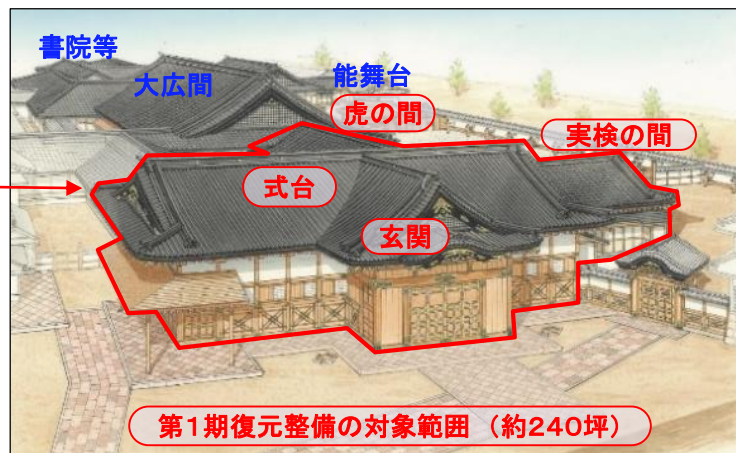 書院等
大広間
能舞台
虎の間
実検の間
式台
玄関
第1期復元整備の対象範囲（約240坪）